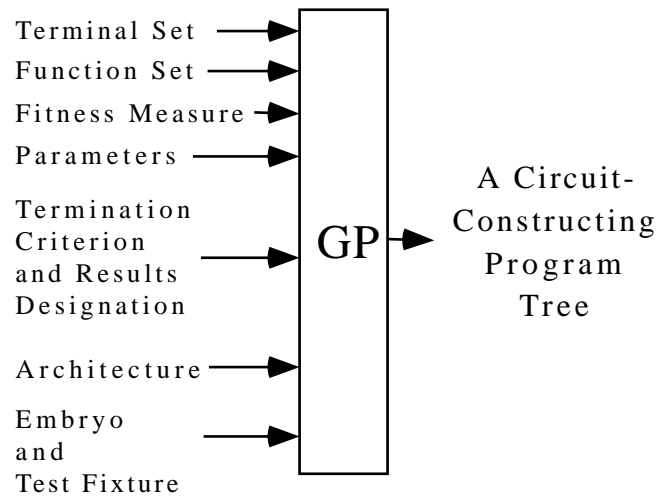 Terminal Set
Function Set
Fitness Measure
Parameters
Termination
Criterion
and Results
Designation
Architecture
Embryo
and
Test Fixture
GP
A Circuit-
Constructing
Program
Tree